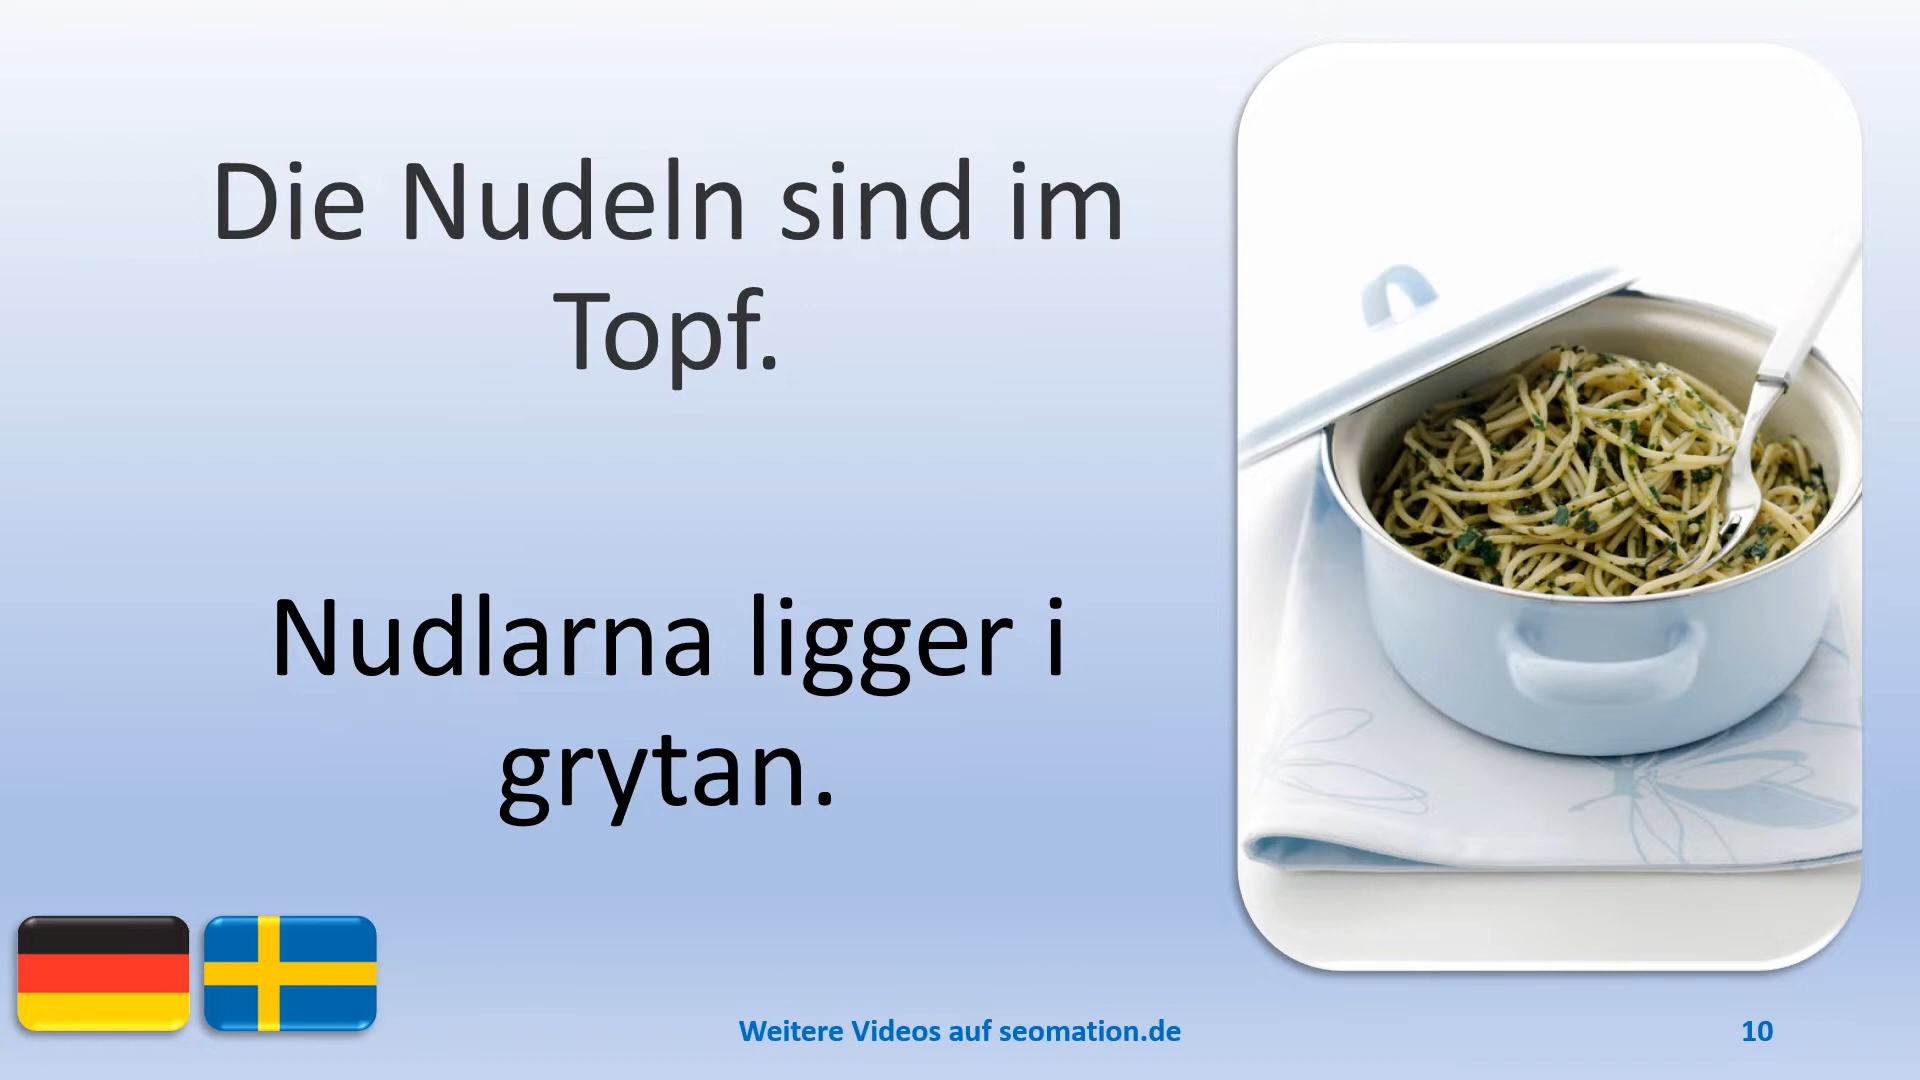 Die Nudeln sind im
Topf.
Nudlarna ligger i
grytan.
Weitere Videos auf seomation.de
10